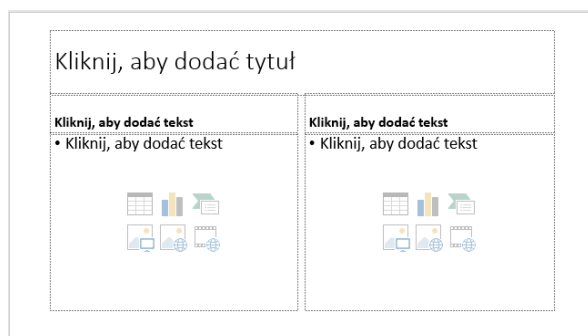 Kliknij, aby dodać tytuł
Kliknij, aby dodać tekst
• Kliknij, aby dodać tekst
Kliknij, aby dodać tekst
• Kliknij, aby dodać tekst